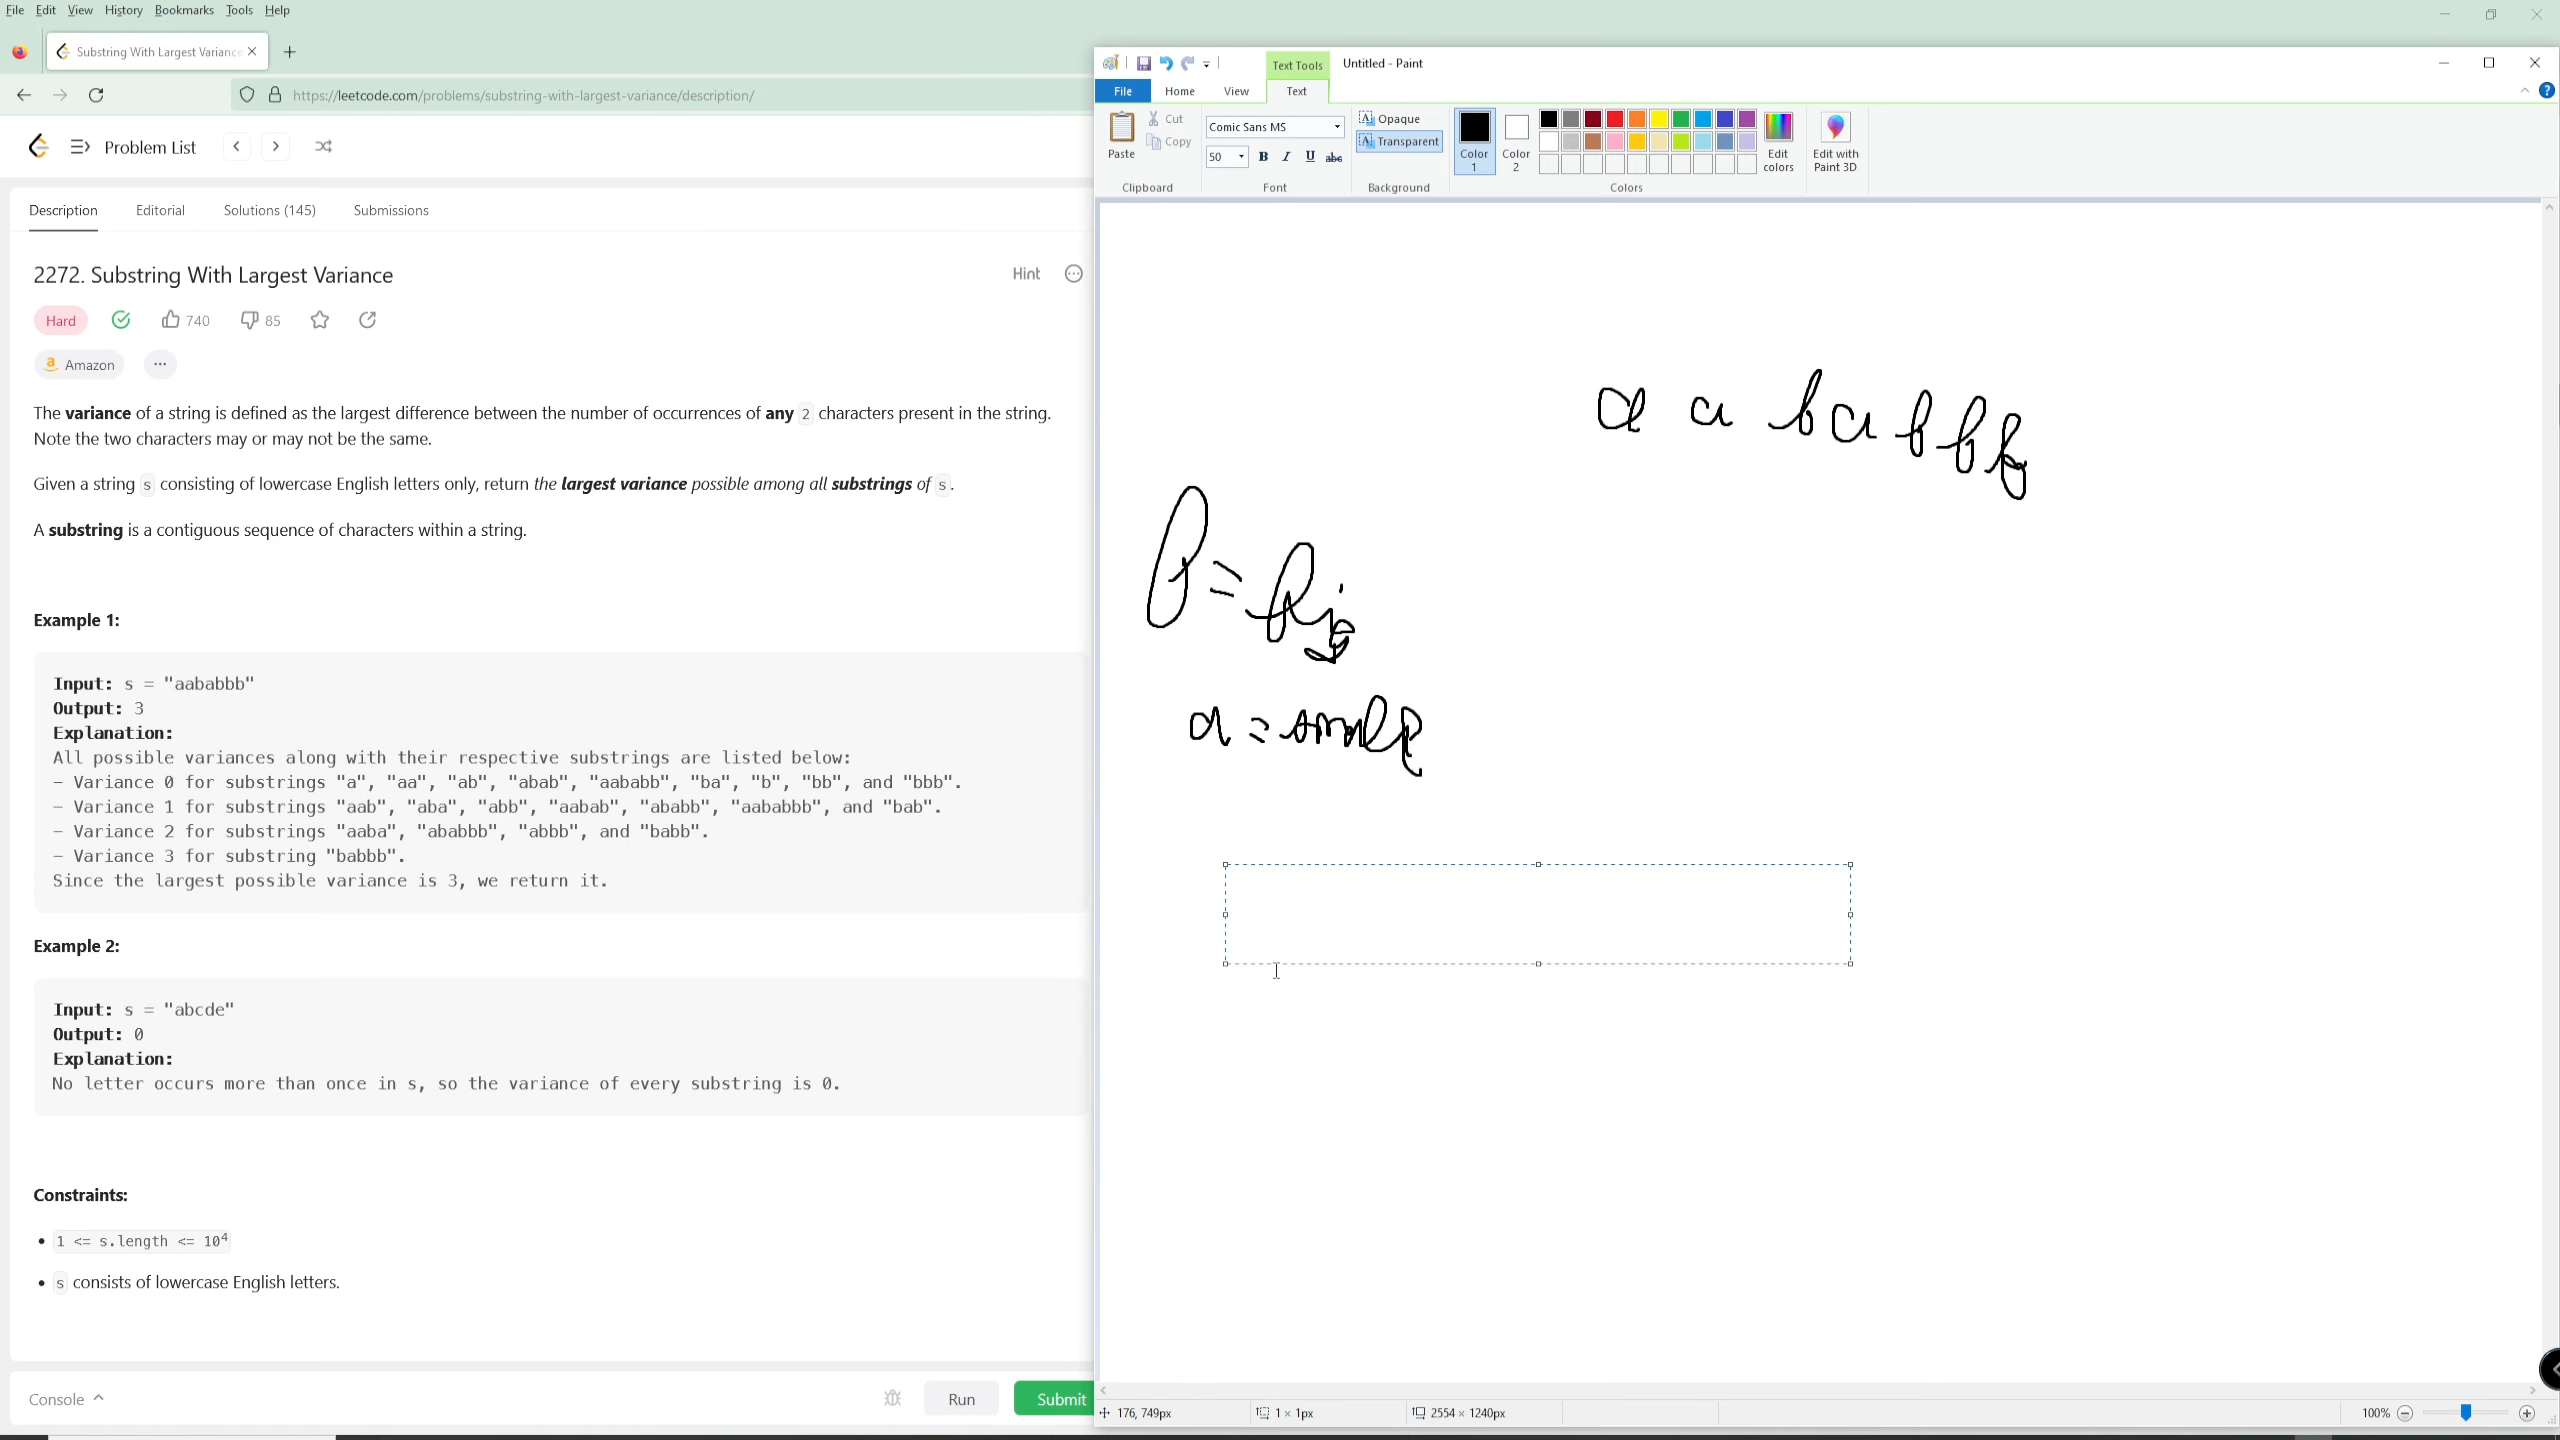 File Edit View History Bookmarks Tools Help
Substring With Largest Variance
https://leetcode.com/problems/substring-with-largest-variance/description/
Problem List
Description Editorial Solutions (145) Submissions
2272. Substring With Largest Variance
Hint
Hard 740 85
Amazon
The variance of a string is defined as the largest difference between the number of occurrences of any 2 characters present in the string.
Note the two characters may or may not be the same.
Given a string s consisting of lowercase English letters only, return the largest variance possible among all substrings of s.
A substring is a contiguous sequence of characters within a string.
Example 1:
Input: s = "aababbb"
Output: 3
Explanation:
All possible variances along with their respective substrings are listed below:
- Variance 0 for substrings "a", "aa", "ab", "abab", "aababb", "ba", "b", "bb", and "bbb".
- Variance 1 for substrings "aab", "aba", "abb", "aabab", "ababb", "aababbb", and "bab".
- Variance 2 for substrings "aaba", "ababbb", "abbb", and "babb".
- Variance 3 for substring "babbb".
Since the largest possible variance is 3, we return it.
Example 2:
Input: s = "abcde"
Output: 0
Explanation:
No letter occurs more than once in s, so the variance of every substring is 0.
Constraints:
1 <= s.length <= 10⁴
s consists of lowercase English letters.
Console Run Submit
Text Tools Untitled - Paint
File Home View Text
Paste Cut Copy
Clipboard
Comic Sans MS
50 B I U abc
Font
Opaque
Transparent
Background
Color 1
Color 2
Edit colors
Edit with Paint 3D
Colors
a a b a b b b
176, 749px 1 × 1px 2554 × 1240px 100%